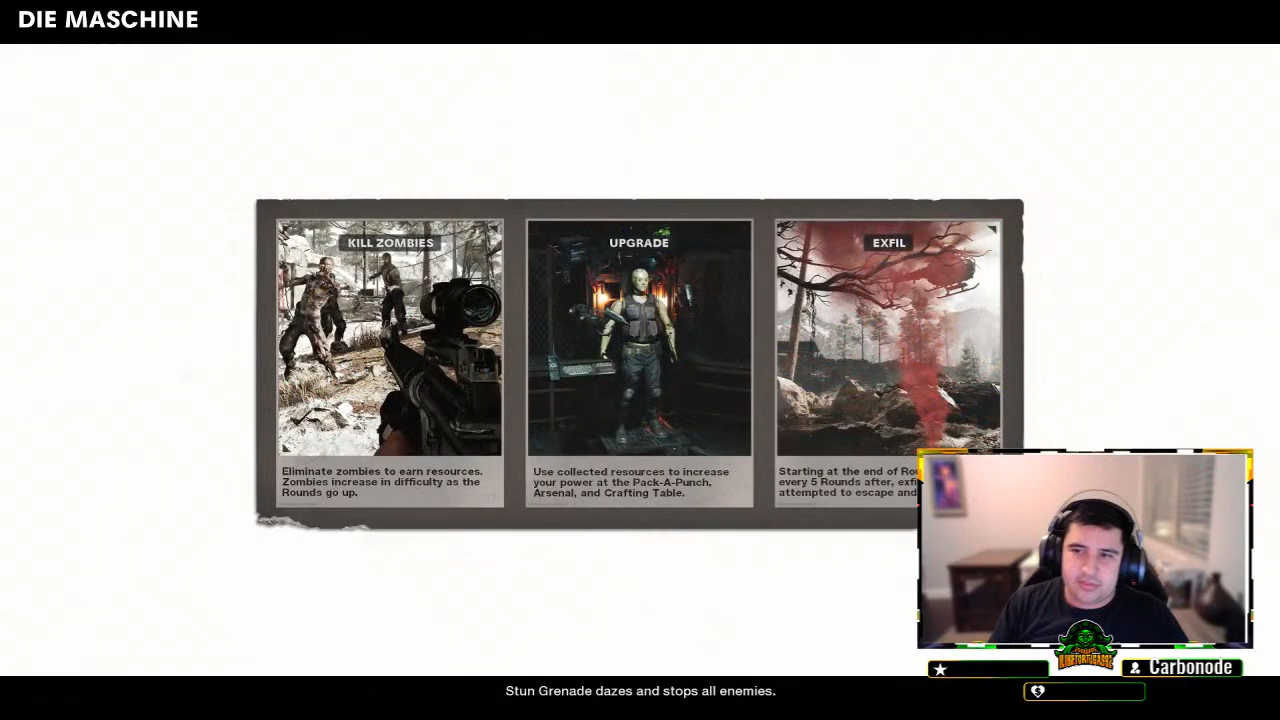 DIE MASCHINE
KILL ZOMBIES
UPGRADE
EXFIL
Eliminate zombies to earn resources.
Zombies increase in difficulty as the
Rounds go up.
Use collected resources to increase
your power at the Pack-A-Punch,
Arsenal, and Crafting Table.
Starting at the end of
every 5 Rounds after,
attempted to escape and
Carbonode
Stun Grenade dazes and stops all enemies.